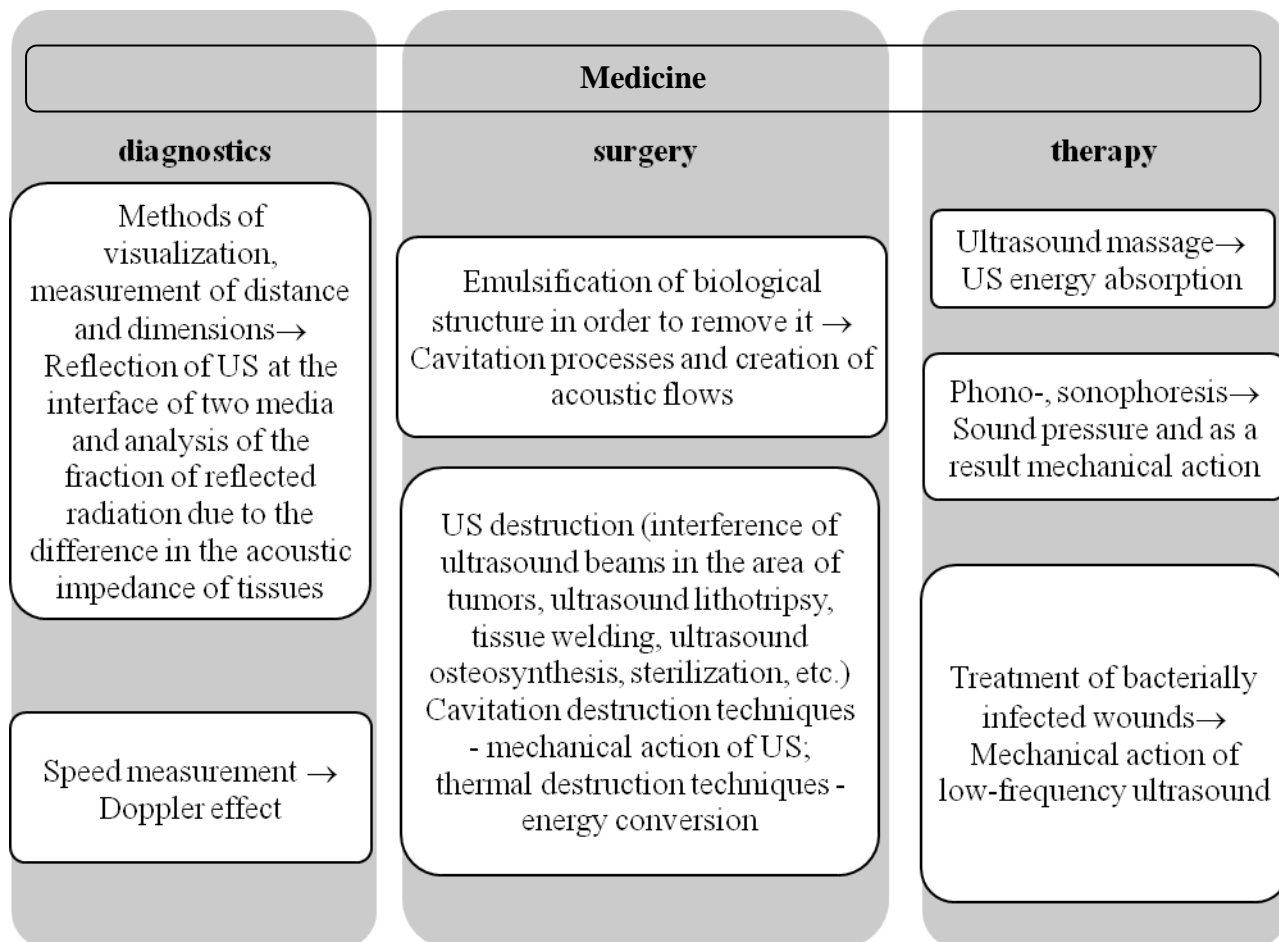 Medicine
diagnostics
Methods of
visualization,
measurement of distance
and dimensions→
Reflection of US at the
interface of two media
and analysis of the
fraction of reflected
radiation due to the
difference in the acoustic
impedance of tissues
Speed measurement →
Doppler effect
surgery
Emulsification of biological
structure in order to remove it →
Cavitation processes and creation of
acoustic flows
US destruction (interference of
ultrasound beams in the area of
tumors, ultrasound lithotripsy,
tissue welding, ultrasound
osteosynthesis, sterilization, etc.)
Cavitation destruction techniques
- mechanical action of US;
thermal destruction techniques -
energy conversion
therapy
Ultrasound massage→
US energy absorption
Phono-, sonophoresis→
Sound pressure and as a
result mechanical action
Treatment of bacterially
infected wounds→
Mechanical action of
low-frequency ultrasound